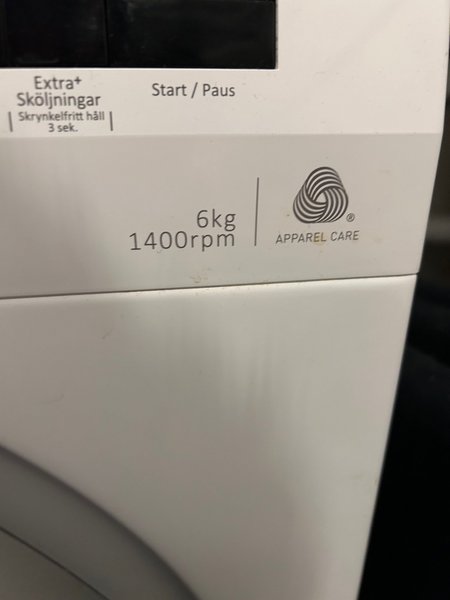 Extra+
Sköljningar
Skrynkelfritt håll
3 sek.
Start / Paus
6kg
1400rpm
®
APPAREL CARE